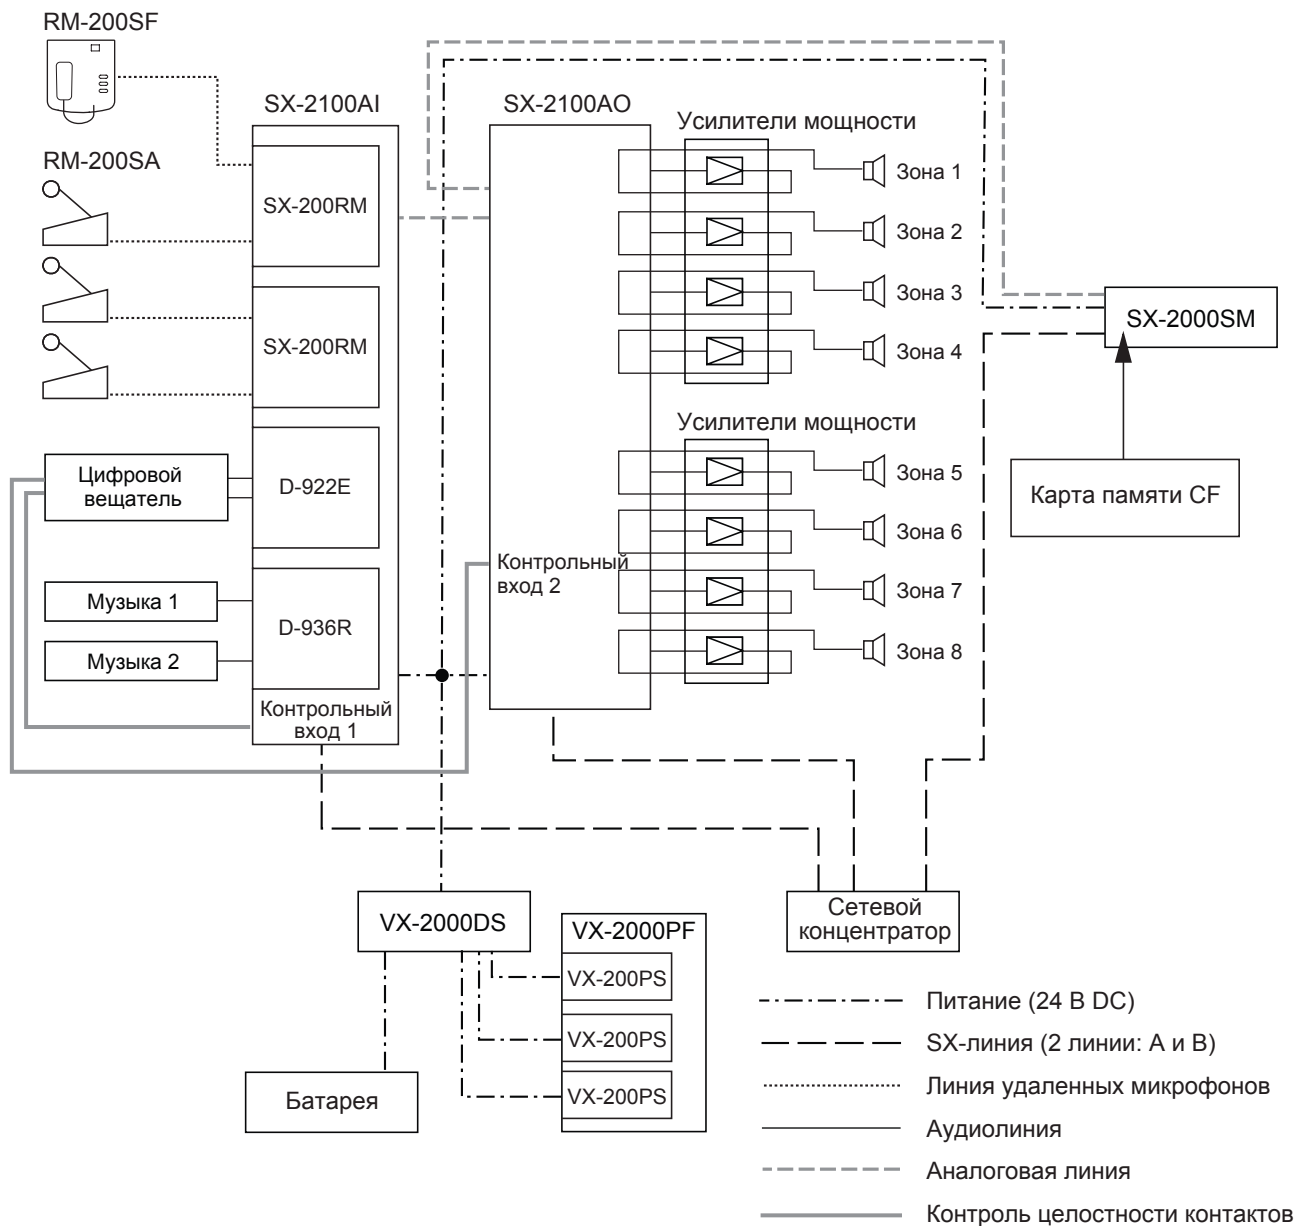 RM-200SF
SX-2100AI
SX-2100AO
Усилители мощности
RM-200SA
SX-200RM
Зона 1
Зона 2
Зона 3
Зона 4
SX-2000SM
SX-200RM
Усилители мощности
Цифровой
вещатель
D-922E
Зона 5
Зона 6
Зона 7
Зона 8
Карта памяти CF
Контрольный
вход 2
Музыка 1
Музыка 2
D-936R
Контрольный
вход 1
VX-2000DS
VX-2000PF
VX-200PS
VX-200PS
VX-200PS
Батарея
Сетевой
концентратор
Питание (24 В DC)
SX-линия (2 линии: А и В)
Линия удаленных микрофонов
Аудиолиния
Аналоговая линия
Контроль целостности контактов